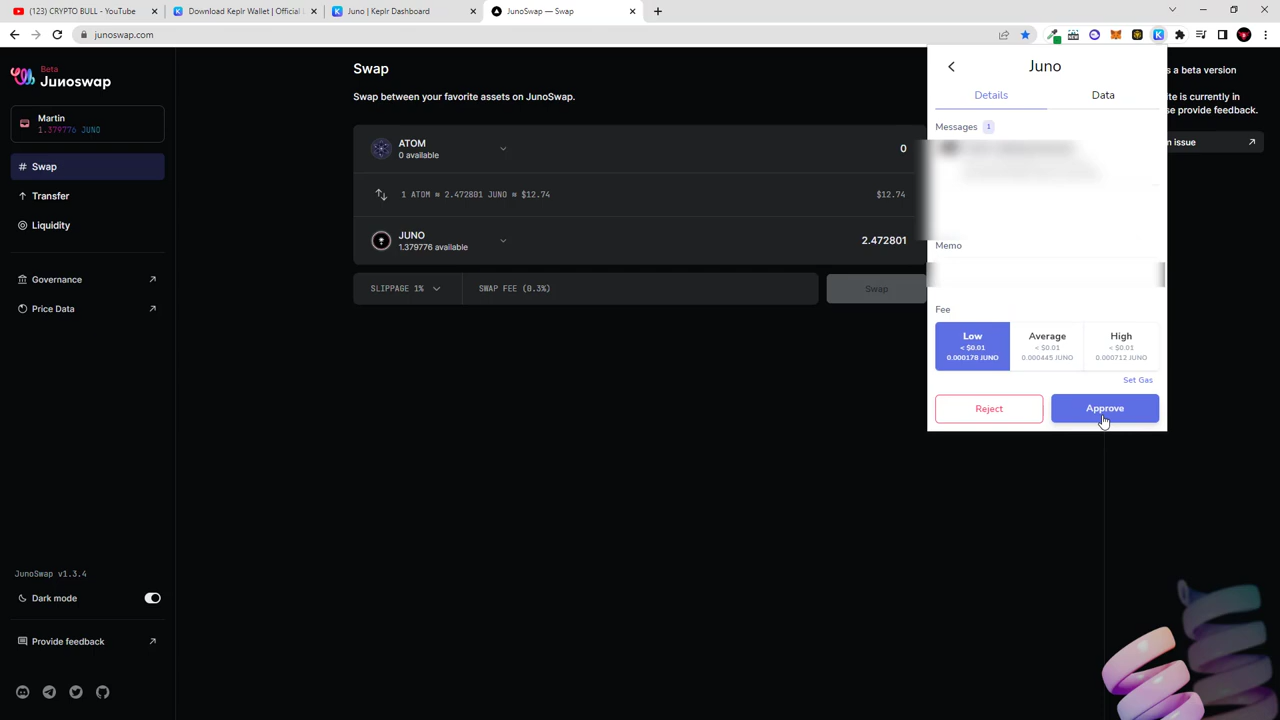 (123) CRYPTO BULL - YouTube
Download Keplr Wallet | Official
Juno | Keplr Dashboard
JunoSwap — Swap
junoswap.com
Beta
Junoswap
Martin
1.379776 JUNO
Swap
Transfer
Liquidity
Governance
Price Data
JunoSwap v1.3.4
Dark mode
Provide feedback
Swap
Swap between your favorite assets on JunoSwap.
ATOM
0 available
0
1 ATOM ≈ 2.472801 JUNO ≈ $12.74
$12.74
JUNO
1.379776 available
2.472801
SLIPPAGE 1%
SWAP FEE (0.3%)
Swap
Juno
Details
Data
Messages 1
Memo
Fee
Low
< $0.01
0.000178 JUNO
Average
< $0.01
0.000445 JUNO
High
< $0.01
0.000712 JUNO
Set Gas
Reject
Approve
s a beta version
ite is currently in
se provide feedback.
n issue